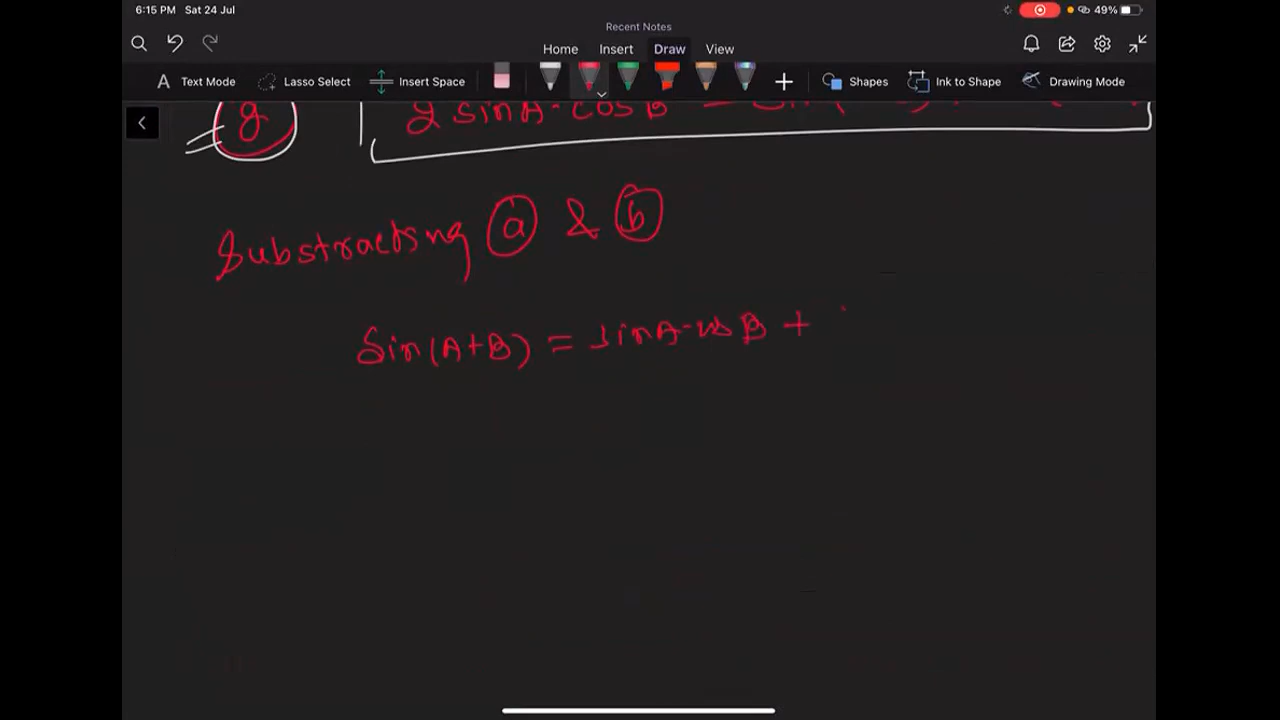 6:15 PM Sat 24 Jul 49%
Recent Notes
Home Insert Draw View
Text Mode Lasso Select Insert Space Shapes Ink to Shape Drawing Mode
g 2 sinA·cosB = sin(
Substracting a & b
Sin(A+B) = sinA·cosB +